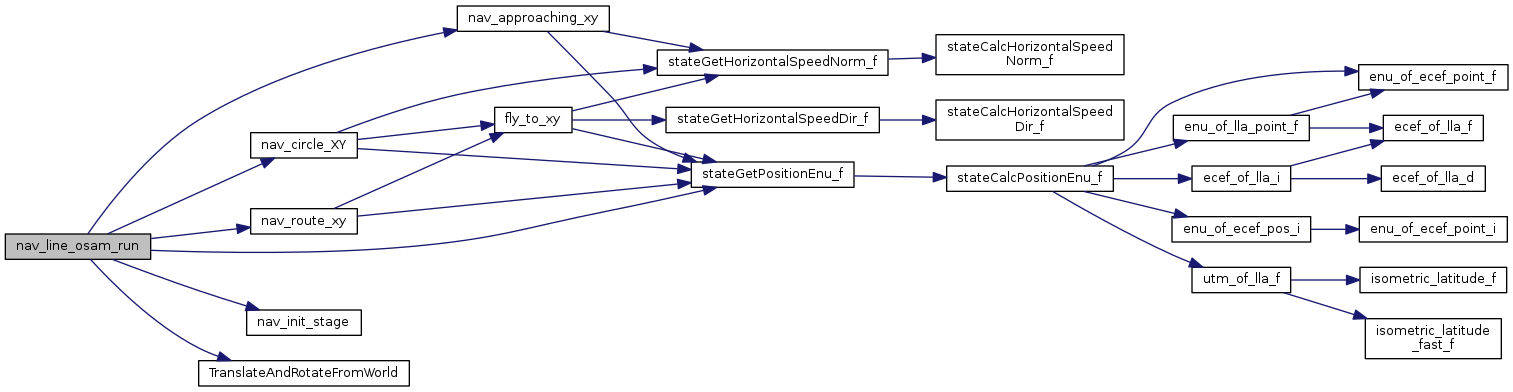 nav_approaching_xy
stateGetHorizontalSpeedNorm_f
stateCalcHorizontalSpeed
Norm_f
enu_of_ecef_point_f
fly_to_xy
stateGetHorizontalSpeedDir_f
stateCalcHorizontalSpeed
Dir_f
enu_of_lla_point_f
ecef_of_lla_f
nav_circle_XY
stateGetPositionEnu_f
stateCalcPositionEnu_f
ecef_of_lla_i
ecef_of_lla_d
nav_route_xy
enu_of_ecef_pos_i
enu_of_ecef_point_i
nav_line_osam_run
utm_of_lla_f
isometric_latitude_f
nav_init_stage
isometric_latitude
_fast_f
TranslateAndRotateFromWorld